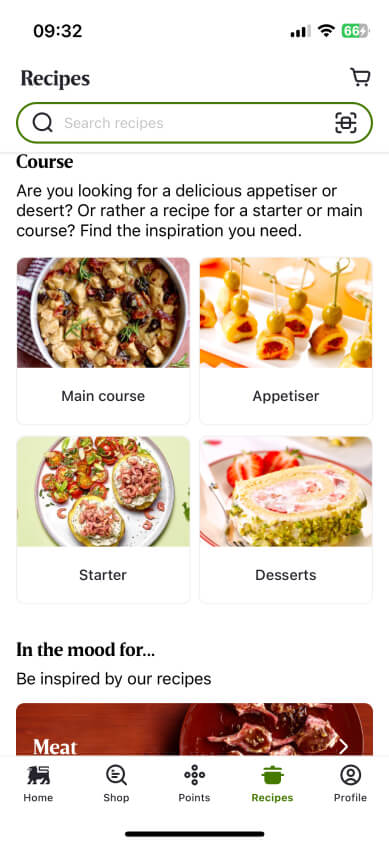 09:32
66
Recipes
Search recipes
Course
Are you looking for a delicious appetiser or
desert? Or rather a recipe for a starter or main
course? Find the inspiration you need.
Main course
Appetiser
Starter
Desserts
In the mood for...
Be inspired by our recipes
Meat
Home
Shop
Points
Recipes
Profile